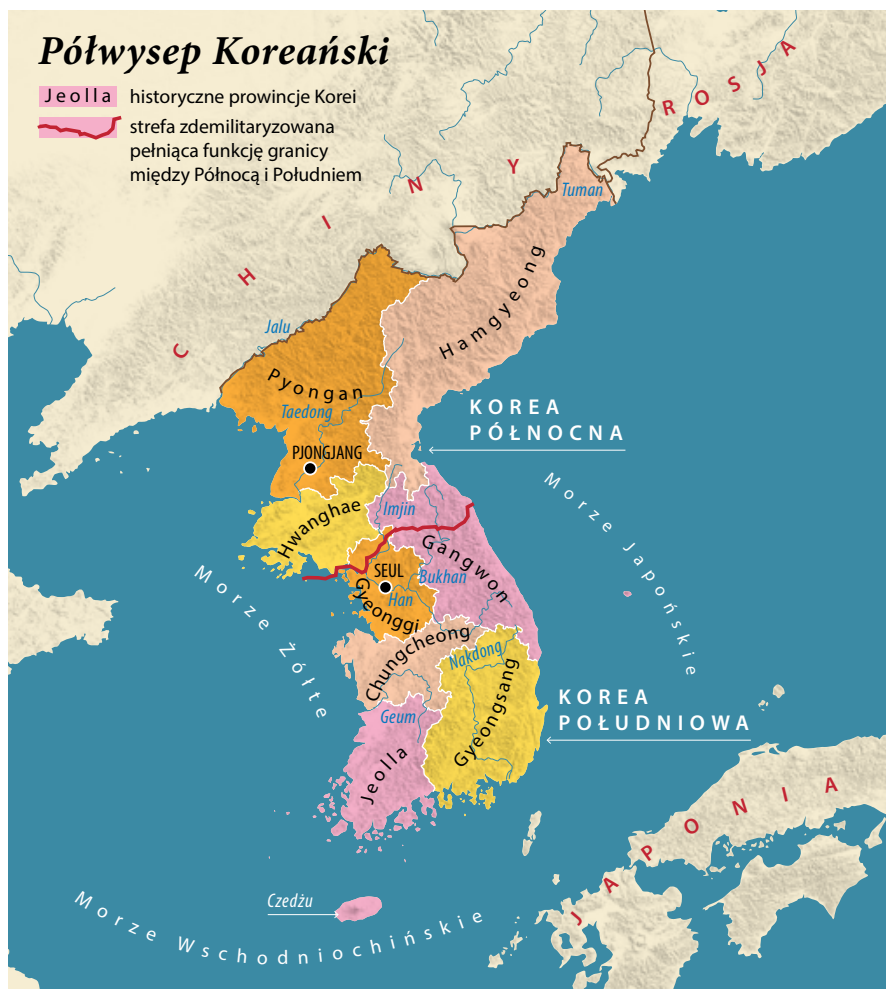 Półwysep Koreański
Jeolla historyczne prowincje Korei
strefa zdemilitaryzowana
pełniąca funkcję granicy
między Północą i Południem
ROSJA
CHINY
Tuman
Hamgyeong
Jalu
Pyongan
Taedong
KOREA
PÓŁNOCNA
PJONGJANG
Morze Japońskie
Imjin
Hwanghae
Gangwon
SEUL
Bukhan
Han
Gyeonggi
Morze Żółte
Chungcheong
Nakdong
Gyeongsang
KOREA
POŁUDNIOWA
Geum
Jeolla
JAPONIA
Czedżu
Morze Wschodniochińskie